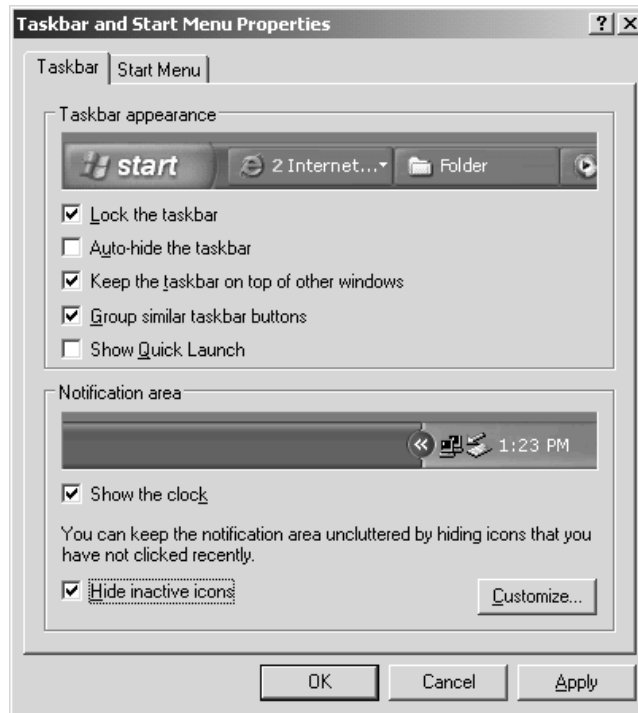 Taskbar and Start Menu Properties
Taskbar
Start Menu
Taskbar appearance
start
2 Internet...
Folder
Lock the taskbar
Auto-hide the taskbar
Keep the taskbar on top of other windows
Group similar taskbar buttons
Show Quick Launch
Notification area
1:23 PM
Show the clock
You can keep the notification area uncluttered by hiding icons that you
have not clicked recently.
Hide inactive icons
Customize...
OK
Cancel
Apply